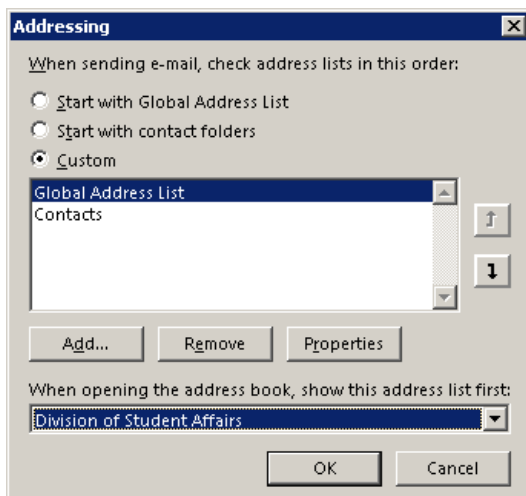 Addressing
When sending e-mail, check address lists in this order:
Start with Global Address List
Start with contact folders
Custom
Global Address List
Contacts
Add... Remove Properties
When opening the address book, show this address list first:
Division of Student Affairs
OK Cancel